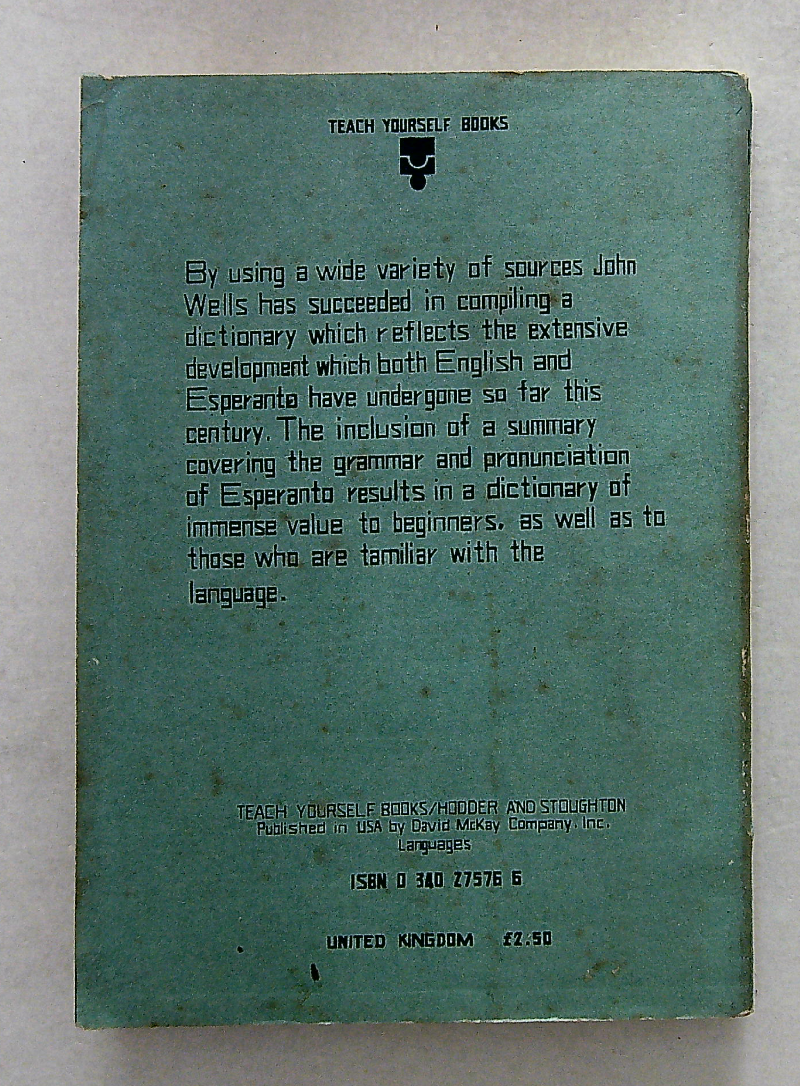 TEACH YOURSELF BOOKS
By using a wide variety of sources John
Wells has succeeded in compiling a
dictionary which reflects the extensive
development which both English and
Esperanto have undergone so far this
century. The inclusion of a summary
covering the grammar and pronunciation
of Esperanto results in a dictionary of
immense value to beginners, as well as to
those who are familiar with the
language.
TEACH YOURSELF BOOKS/HODDER AND STOUGHTON
Published in USA by David McKay Company, Inc.
Languages
ISBN 0 340 27576 6
UNITED KINGDOM £2.50